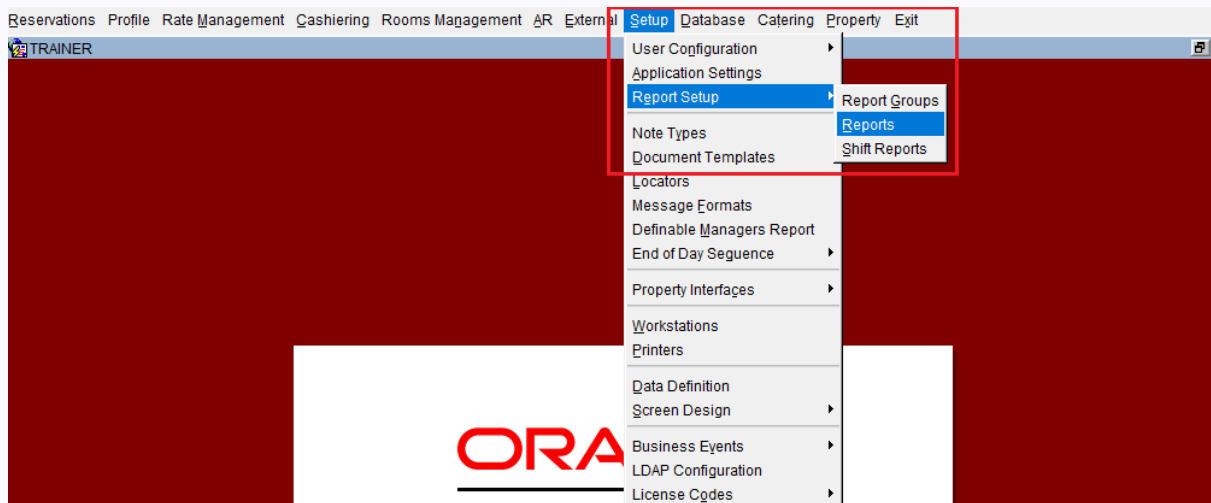 Reservations Profile Rate Management Cashiering Rooms Management AR External Setup Database Catering Property Exit
TRAINER
User Configuration
Application Settings
Report Setup
Report Groups
Reports
Shift Reports
Note Types
Document Templates
Locators
Message Formats
Definable Managers Report
End of Day Sequence
Property Interfaces
Workstations
Printers
Data Definition
Screen Design
ORA
Business Events
LDAP Configuration
License Codes